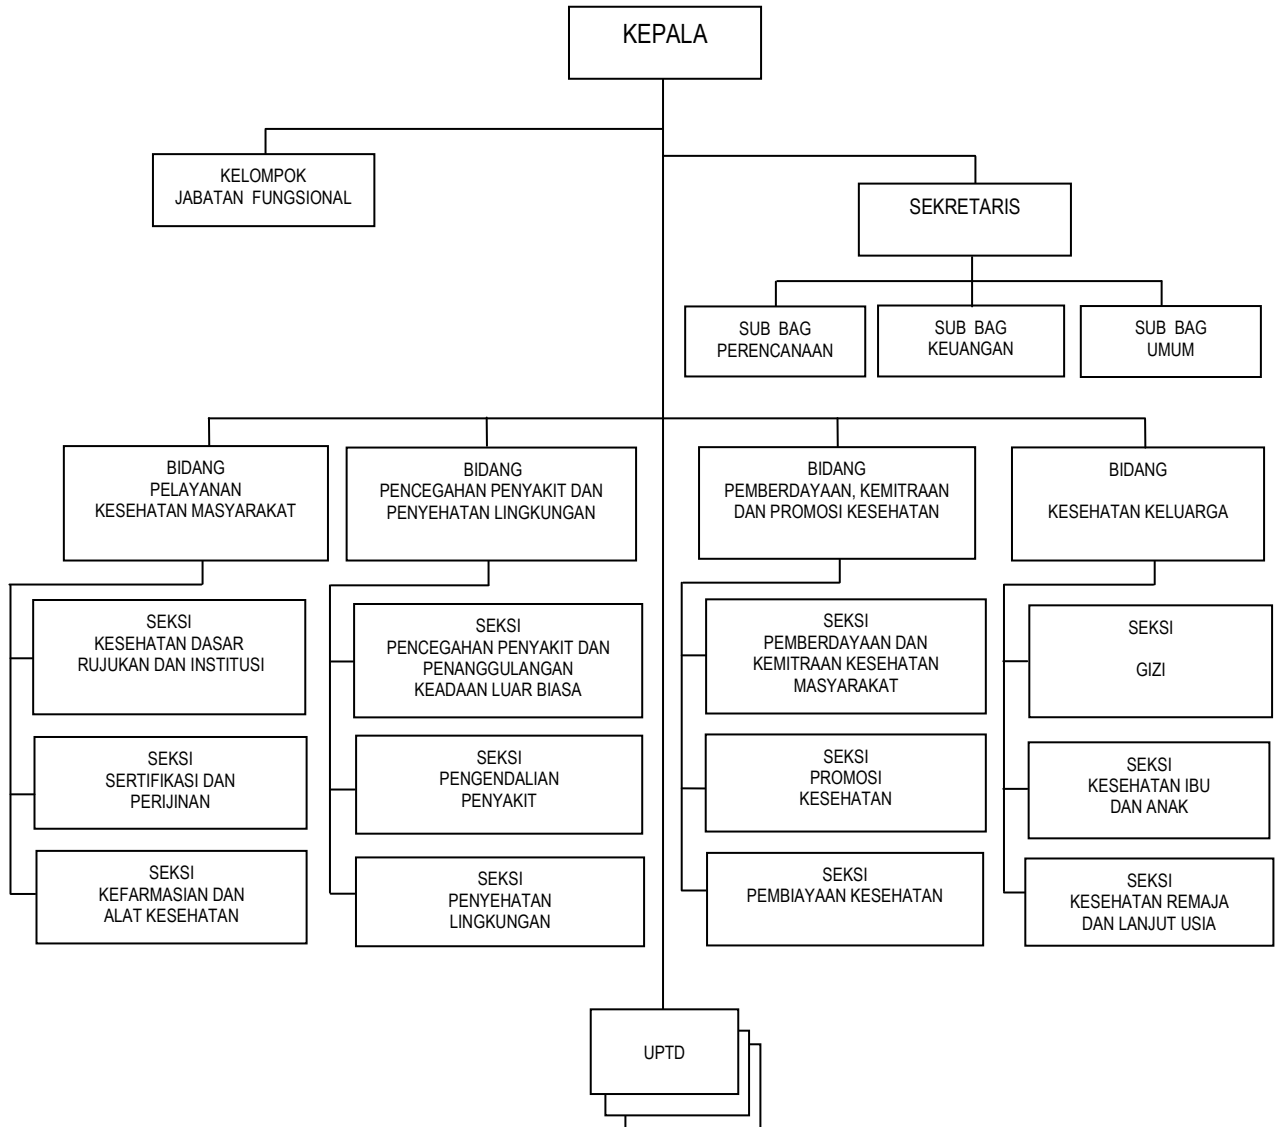 KEPALA
KELOMPOK
JABATAN FUNGSIONAL
SEKRETARIS
SUB BAG
PERENCANAAN
SUB BAG
KEUANGAN
SUB BAG
UMUM
BIDANG
PELAYANAN
KESEHATAN MASYARAKAT
BIDANG
PENCEGAHAN PENYAKIT DAN
PENYEHATAN LINGKUNGAN
BIDANG
PEMBERDAYAAN, KEMITRAAN
DAN PROMOSI KESEHATAN
BIDANG
KESEHATAN KELUARGA
SEKSI
KESEHATAN DASAR
RUJUKAN DAN INSTITUSI
SEKSI
PENCEGAHAN PENYAKIT DAN
PENANGGULANGAN
KEADAAN LUAR BIASA
SEKSI
PEMBERDAYAAN DAN
KEMITRAAN KESEHATAN
MASYARAKAT
SEKSI
GIZI
SEKSI
SERTIFIKASI DAN
PERIJINAN
SEKSI
PENGENDALIAN
PENYAKIT
SEKSI
PROMOSI
KESEHATAN
SEKSI
KESEHATAN IBU
DAN ANAK
SEKSI
KEFARMASIAN DAN
ALAT KESEHATAN
SEKSI
PENYEHATAN
LINGKUNGAN
SEKSI
PEMBIAYAAN KESEHATAN
SEKSI
KESEHATAN REMAJA
DAN LANJUT USIA
UPTD